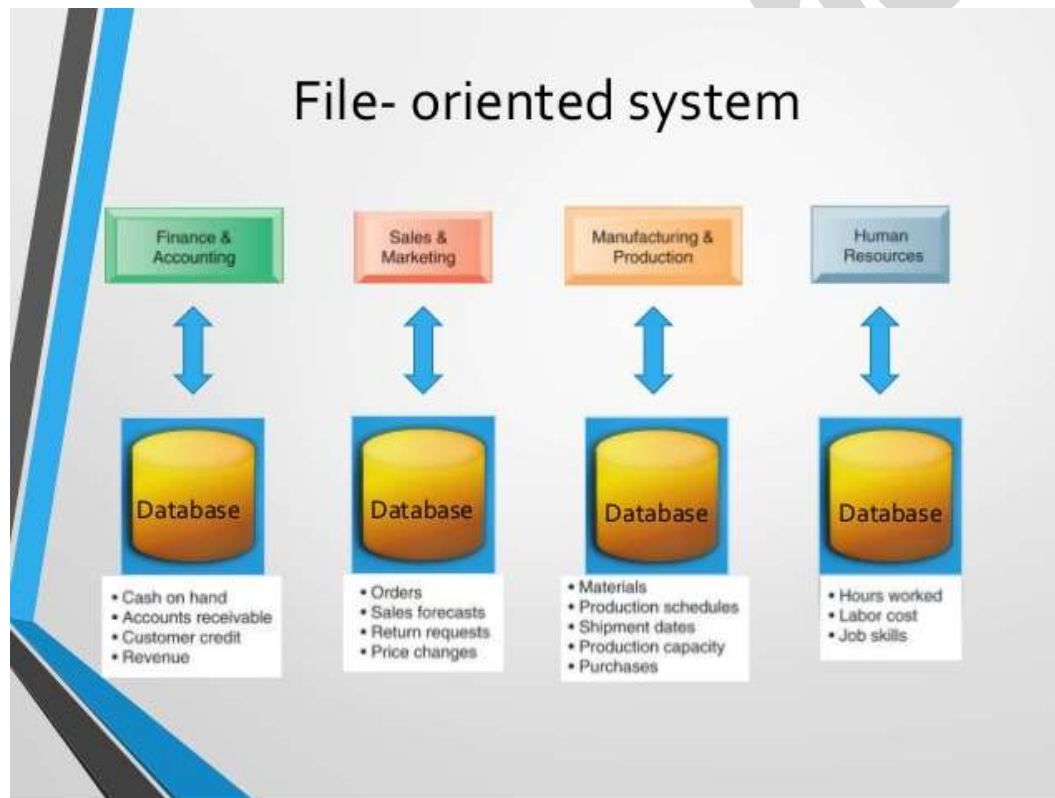 File- oriented system
Finance &
Accounting
Sales &
Marketing
Manufacturing &
Production
Human
Resources
Database
Database
Database
Database
• Cash on hand
• Accounts receivable
• Customer credit
• Revenue
• Orders
• Sales forecasts
• Return requests
• Price changes
• Materials
• Production schedules
• Shipment dates
• Production capacity
• Purchases
• Hours worked
• Labor cost
• Job skills